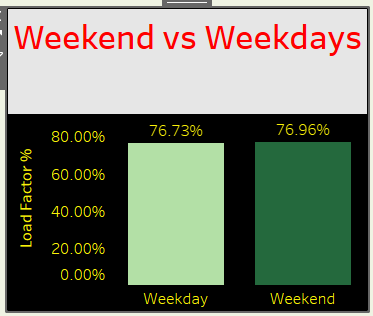 Weekend vs Weekdays
Load Factor %
80.00%
60.00%
40.00%
20.00%
0.00%
76.73%
76.96%
Weekday
Weekend